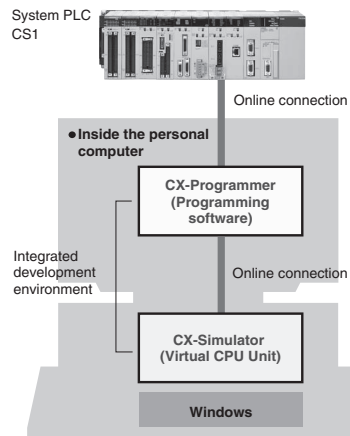 System PLC
CS1
Online connection
●Inside the personal
computer
CX-Programmer
(Programming
software)
Integrated
development
environment
Online connection
CX-Simulator
(Virtual CPU Unit)
Windows